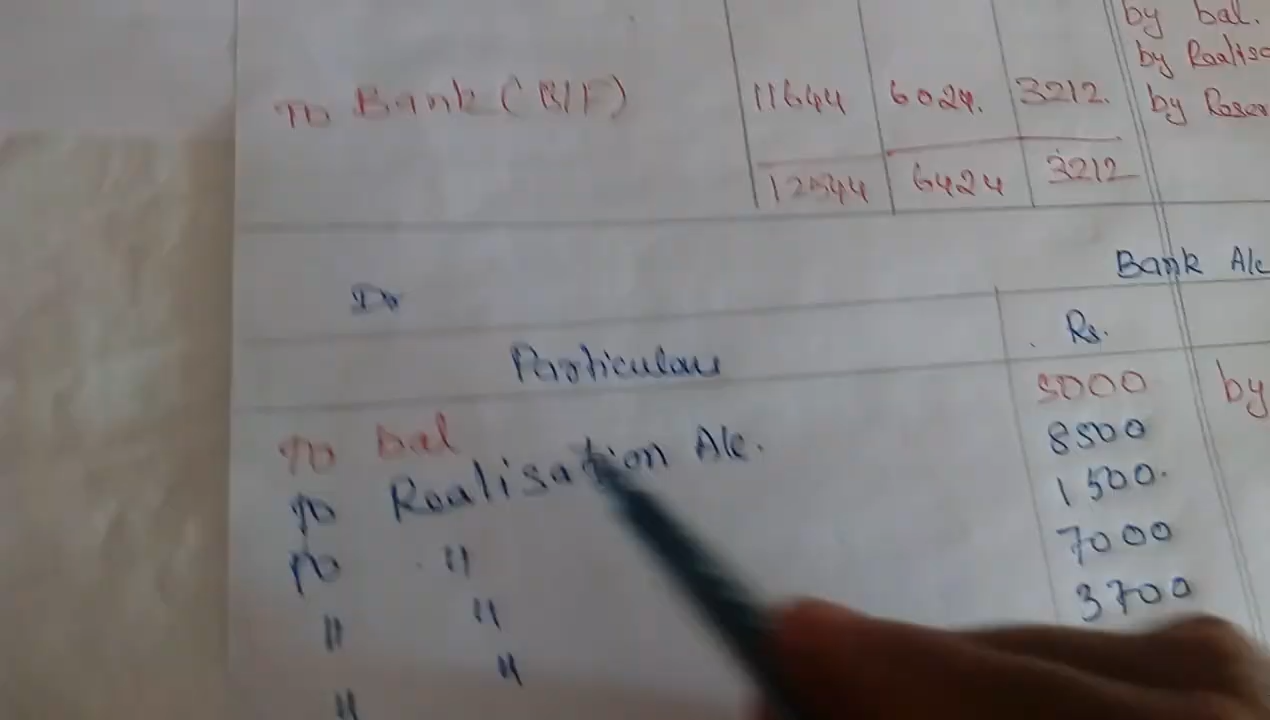 by bal.
by Realisa
To Bank (B/F) 11644 6024. 3212. by Reser
12544 6424 3212
Bank A/c
Dr
Particulars Rs.
To bal 5000 by
To Realisation A/c. 8500
To " 1500.
" " 7000
" " 3700
"